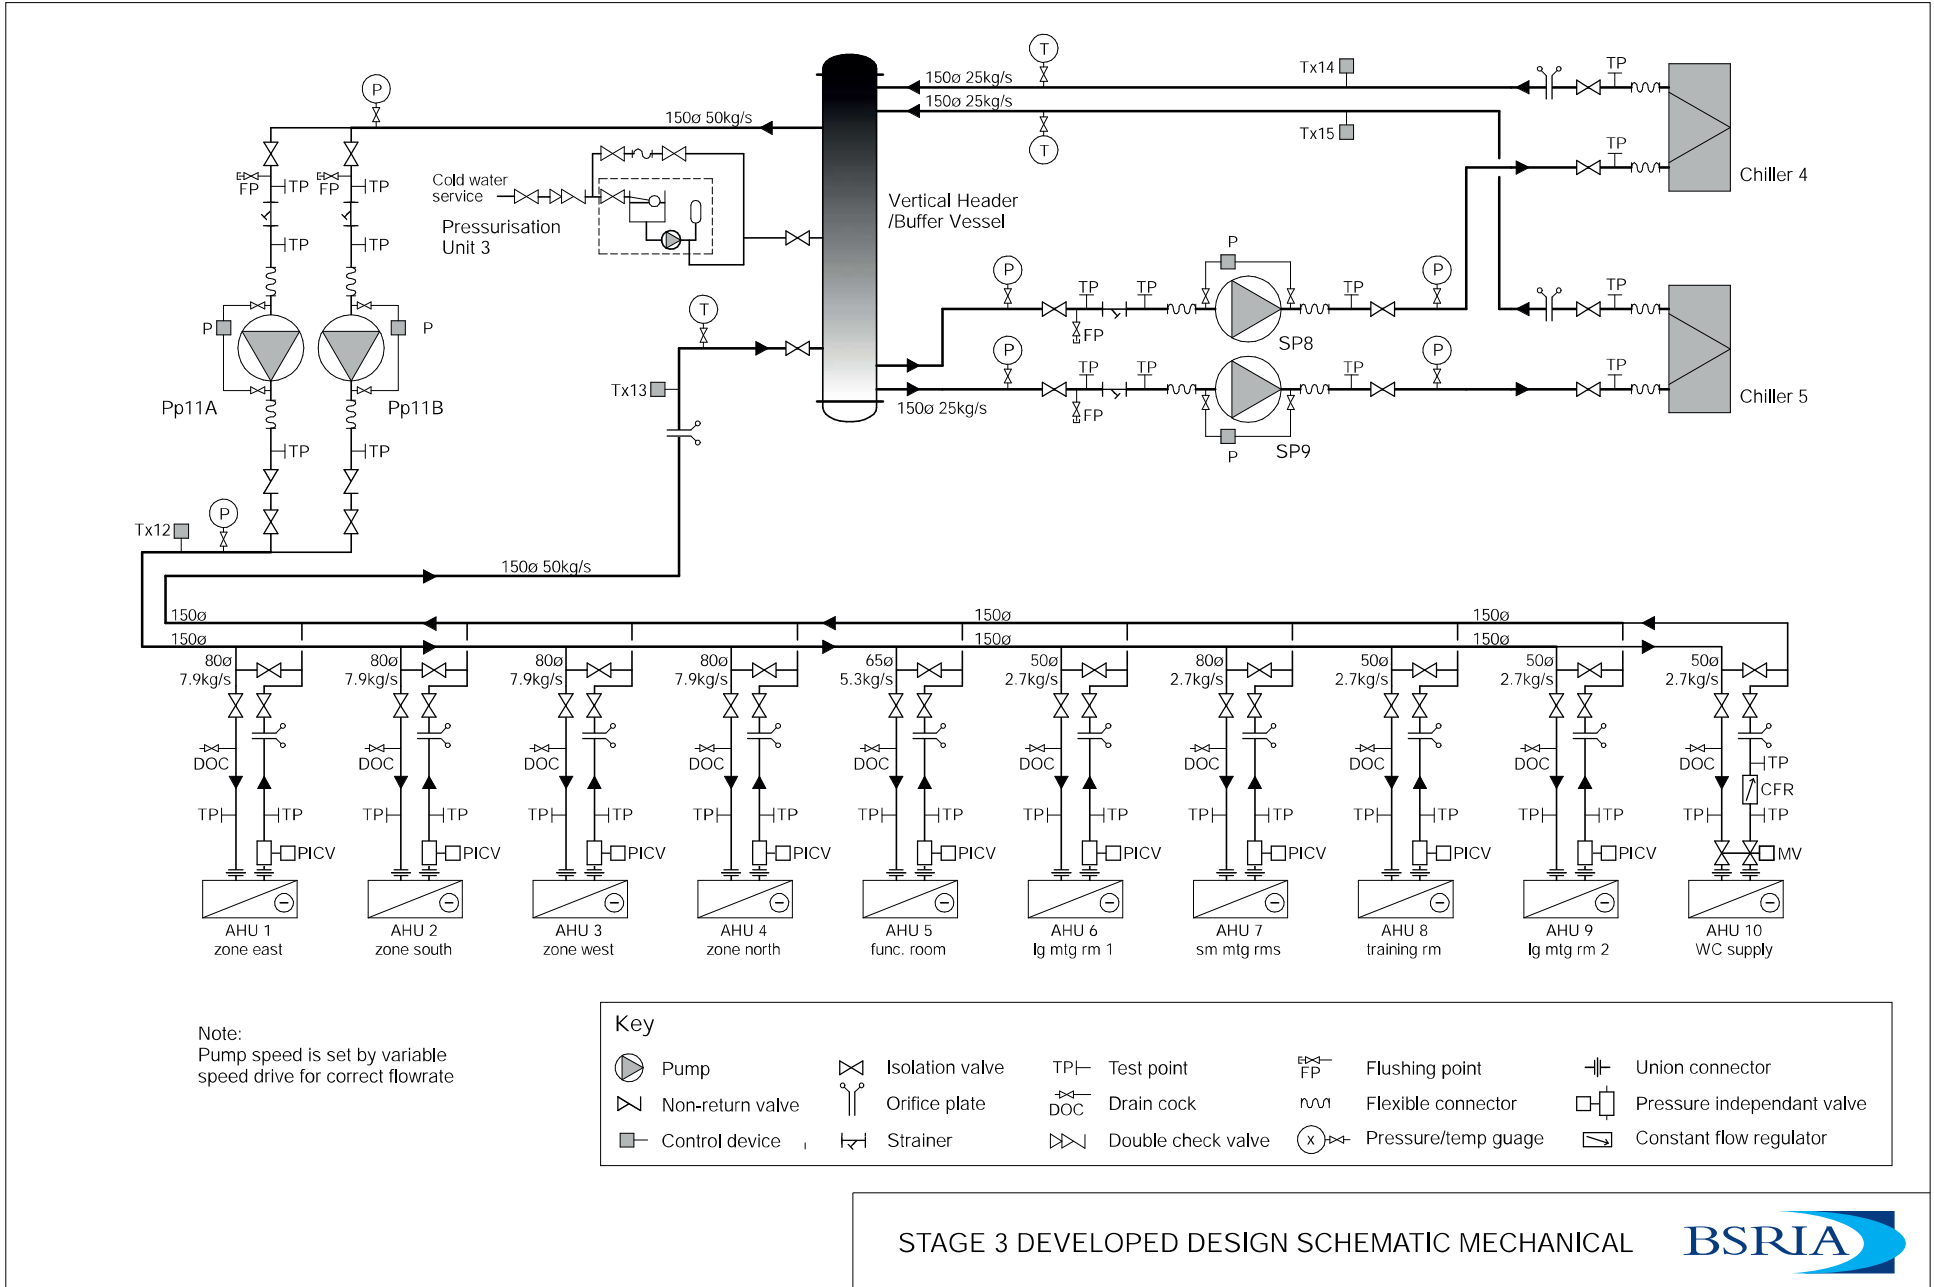 T
Tx14
TP
150ø 25kg/s
P
150ø 25kg/s
150ø 50kg/s
Tx15
T
TP
Chiller 4
FP TP FP TP
Cold water
service
Pressurisation
Unit 3
Vertical Header
/Buffer Vessel
TP TP
P
P
P
TP TP TP
TP
T
P P
FP
SP8
P
P
TP TP TP
TP
Tx13
Pp11A Pp11B
150ø 25kg/s
FP
Chiller 5
P
SP9
TP TP
P
Tx12
150ø 50kg/s
150ø 150ø 150ø
150ø 150ø 150ø
80ø 80ø 80ø 80ø 65ø 50ø 80ø 50ø 50ø 50ø
7.9kg/s 7.9kg/s 7.9kg/s 7.9kg/s 5.3kg/s 2.7kg/s 2.7kg/s 2.7kg/s 2.7kg/s 2.7kg/s
DOC DOC DOC DOC DOC DOC DOC DOC DOC DOC TP
CFR
TP TP TP TP TP TP TP TP TP TP TP TP TP TP TP TP TP TP TP TP
PICV PICV PICV PICV PICV PICV PICV PICV PICV MV
AHU 1 AHU 2 AHU 3 AHU 4 AHU 5 AHU 6 AHU 7 AHU 8 AHU 9 AHU 10
zone east zone south zone west zone north func. room lg mtg rm 1 sm mtg rms training rm lg mtg rm 2 WC supply
Note:
Pump speed is set by variable
speed drive for correct flowrate
Key
Pump
Isolation valve
TP Test point
FP Flushing point
Union connector
Non-return valve
Orifice plate
DOC Drain cock
Flexible connector
Pressure independant valve
Control device
Strainer
Double check valve
x Pressure/temp guage
Constant flow regulator
STAGE 3 DEVELOPED DESIGN SCHEMATIC MECHANICAL
BSRIA